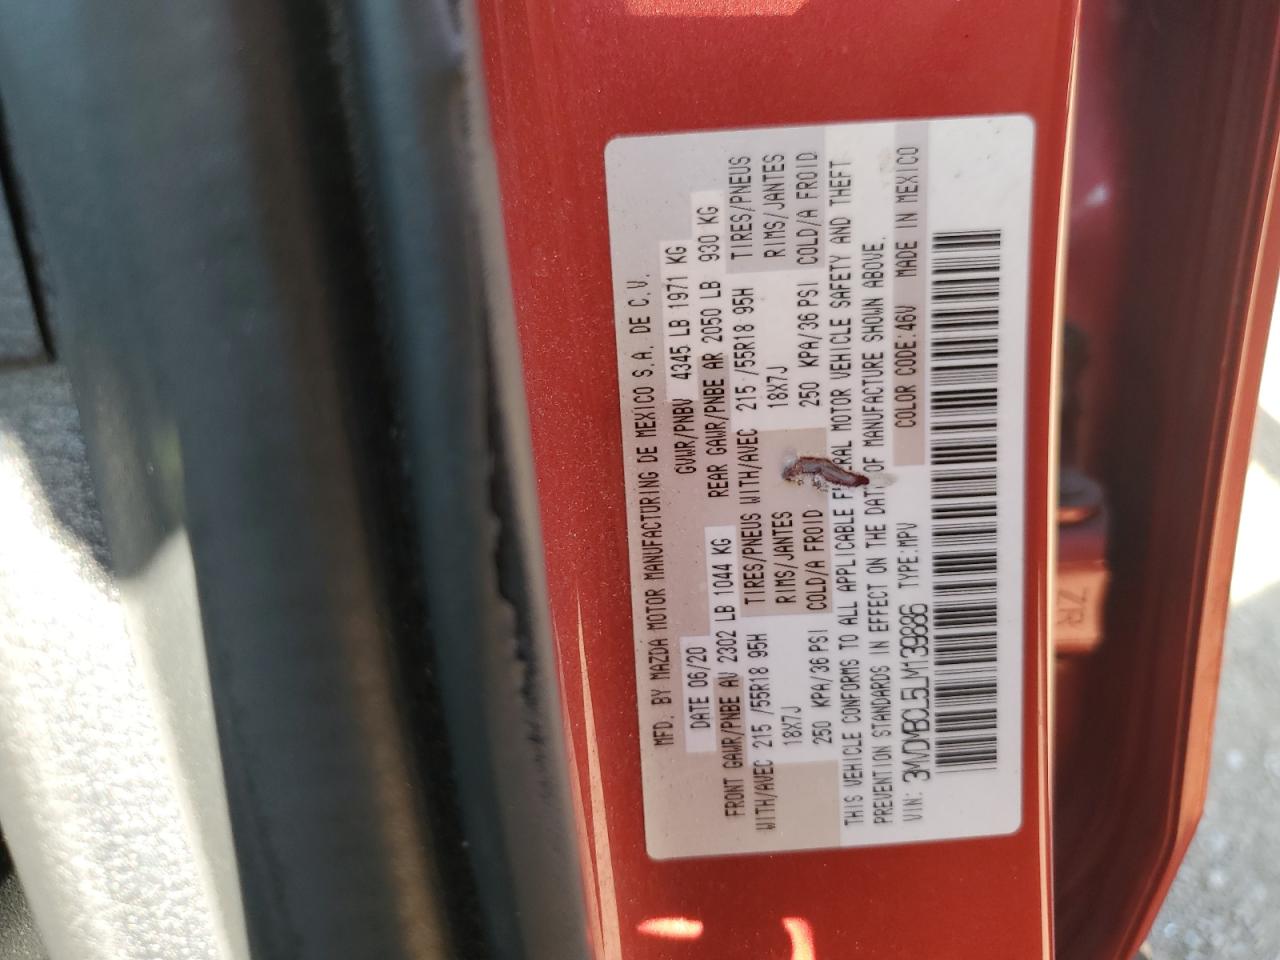 MFD. BY MAZDA MOTOR MANUFACTURING DE MEXICO S.A. DE C.V.
DATE 06/20 GVWR/PNBV 4345 LB 1971 KG
FRONT GAWR/PNBE AV 2302 LB 1044 KG REAR GAWR/PNBE AR 2050 LB 930 KG
WITH/AVEC 215 /55R18 95H TIRES/PNEUS WITH/AVEC 215 /55R18 95H TIRES/PNEUS
18X7J RIMS/JANTES 18X7J RIMS/JANTES
250 KPA/36 PSI COLD/A FROID 250 KPA/36 PSI COLD/A FROID
THIS VEHICLE CONFORMS TO ALL APPLICABLE FEDERAL MOTOR VEHICLE SAFETY AND THEFT
PREVENTION STANDARDS IN EFFECT ON THE DATE OF MANUFACTURE SHOWN ABOVE.
VIN: 3MVDMBCL5LM139886 TYPE:MPV COLOR CODE:46V MADE IN MEXICO